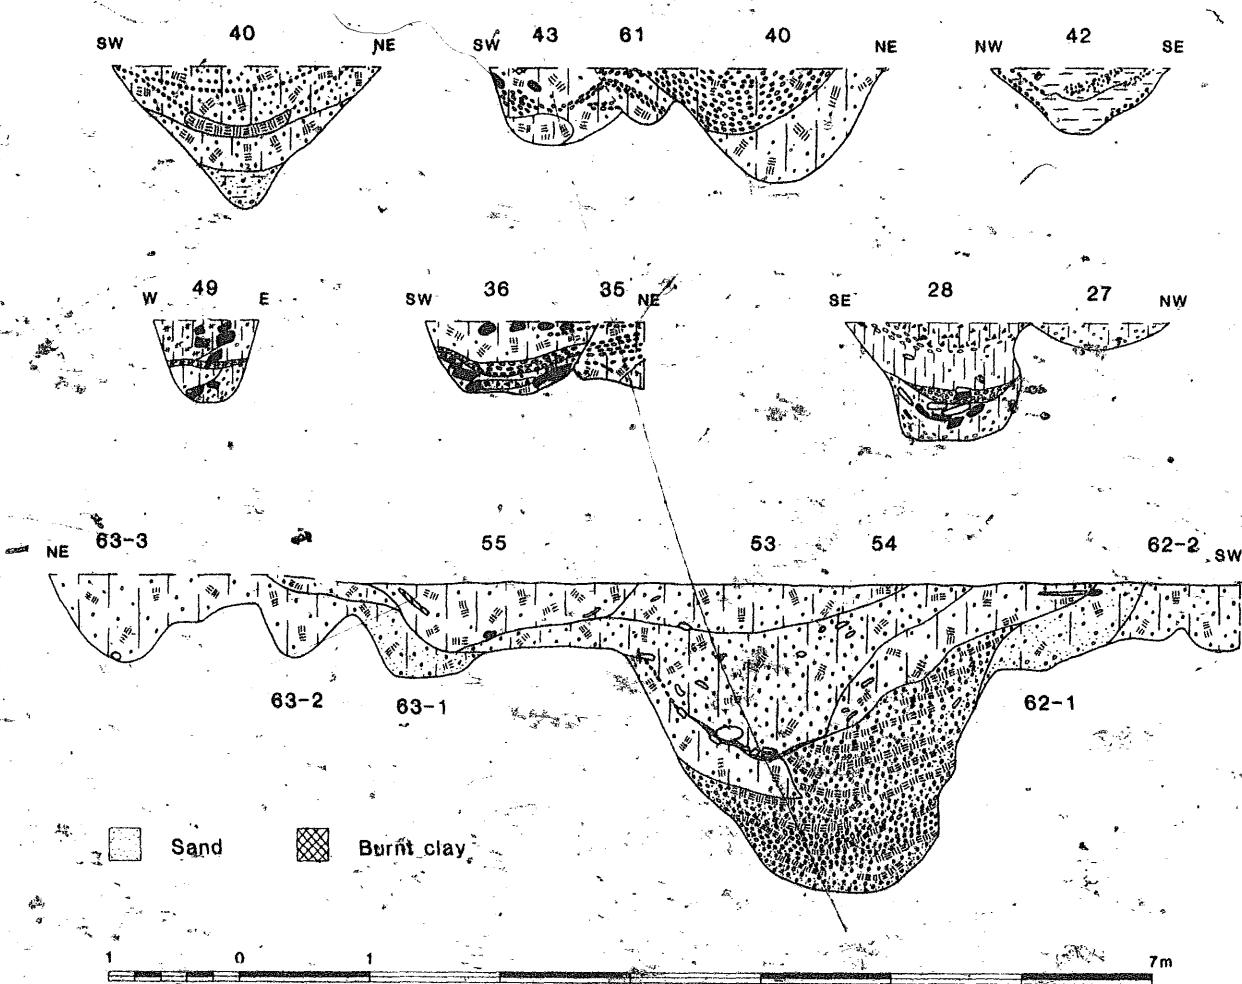 40 43 61 40 42
SW NE SW NE NW SE
49 36 35 28 27
W E SW NE SE NW
63-3 55 53 54 62-2
NE SW
63-2 63-1 62-1
Sand Burnt clay
1 0 1 7m